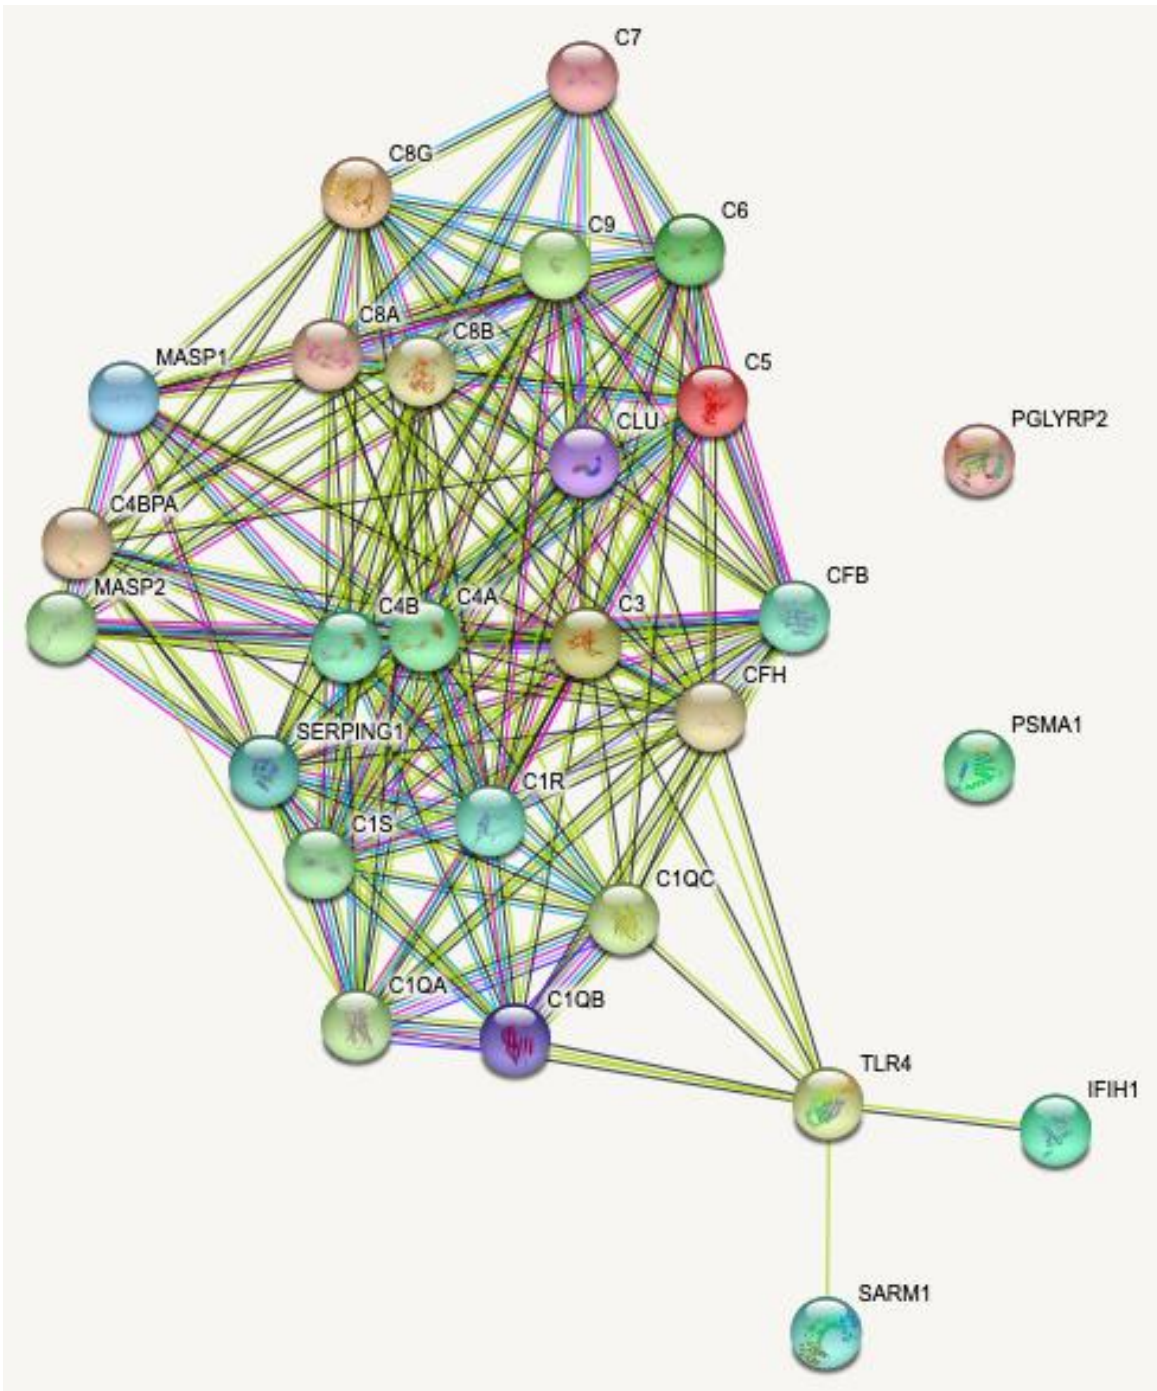 C7
C8G
C6
C9
C8A
C8B
MASP1
C5
CLU
PGLYRP2
C4BPA
MASP2
CFB
C4B
C4A
C3
CFH
PSMA1
SERPING1
C1R
C1S
C1QC
C1QA
C1QB
TLR4
IFIH1
SARM1